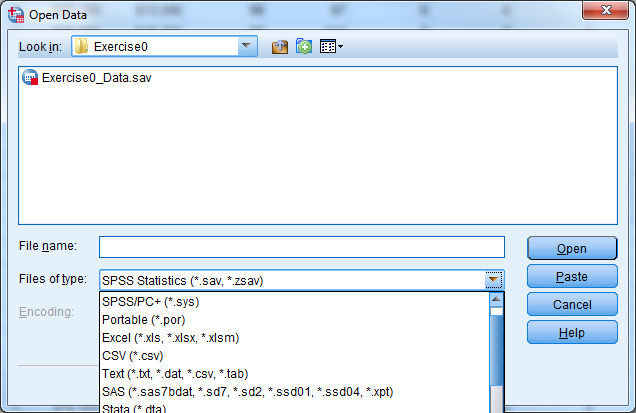 Open Data
Look in: Exercise0
Exercise0_Data.sav
File name:
Open
Files of type: SPSS Statistics (*.sav, *.zsav)
Paste
SPSS/PC+ (*.sys)
Encoding:
Portable (*.por)
Cancel
Excel (*.xls, *.xlsx, *.xlsm)
Help
CSV (*.csv)
Text (*.txt, *.dat, *.csv, *.tab)
SAS (*.sas7bdat, *.sd7, *.sd2, *.ssd01, *.ssd04, *.xpt)
Stata (*.dta)